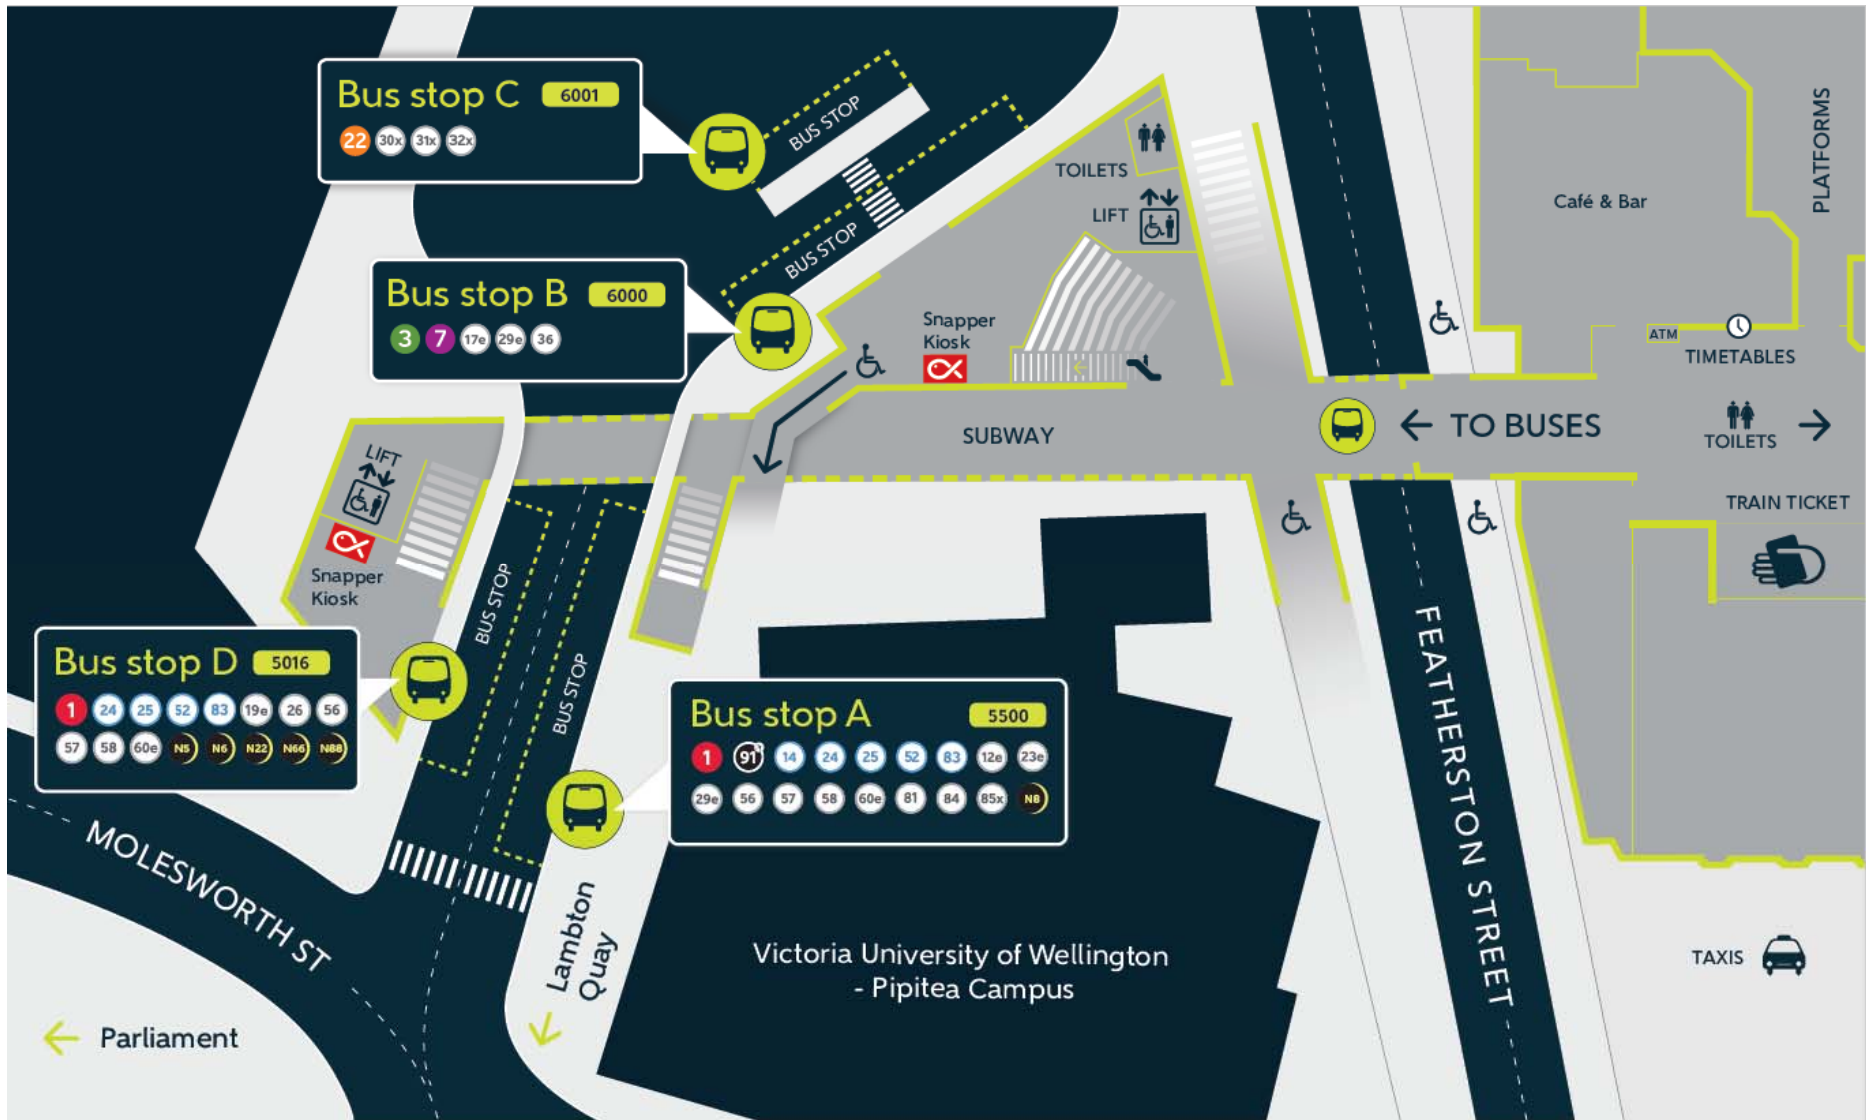 Bus stop C 6001
22 30x 31x 32x
BUS STOP
BUS STOP
Bus stop B 6000
3 7 17e 29e 36
TOILETS
LIFT
Snapper
Kiosk
Café & Bar
PLATFORMS
ATM
TIMETABLES
SUBWAY
TO BUSES
TOILETS
TRAIN TICKET
LIFT
Snapper
Kiosk
BUS STOP
BUS STOP
Bus stop D 5016
1 24 25 52 83 19e 26 56
57 58 60e N5 N6 N22 N66 N88
Bus stop A 5500
1 91 14 24 25 52 83 12e 23e
29e 56 57 58 60e 81 84 85x N8
MOLESWORTH ST
Lambton
Quay
FEATHERSTON STREET
Victoria University of Wellington
- Pipitea Campus
TAXIS
Parliament